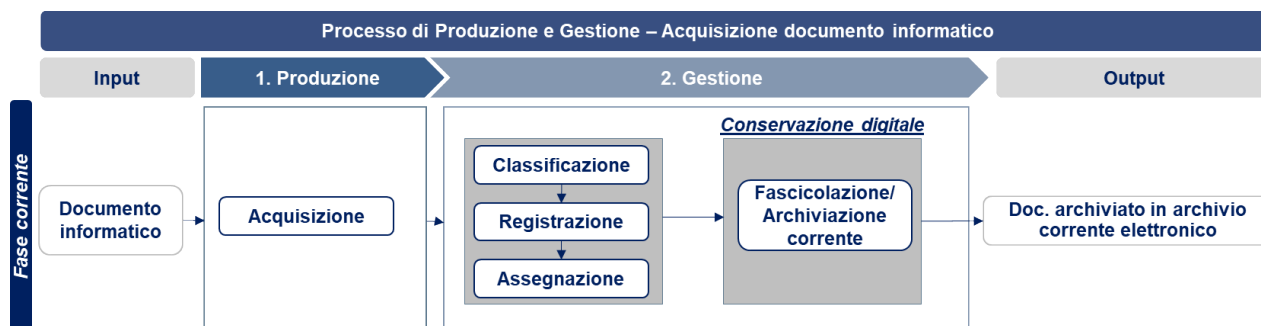 Processo di Produzione e Gestione – Acquisizione documento informatico
Input
1. Produzione
2. Gestione
Output
Fase corrente
Documento
informatico
Acquisizione
Classificazione
Registrazione
Assegnazione
Conservazione digitale
Fascicolazione/
Archiviazione
corrente
Doc. archiviato in archivio
corrente elettronico